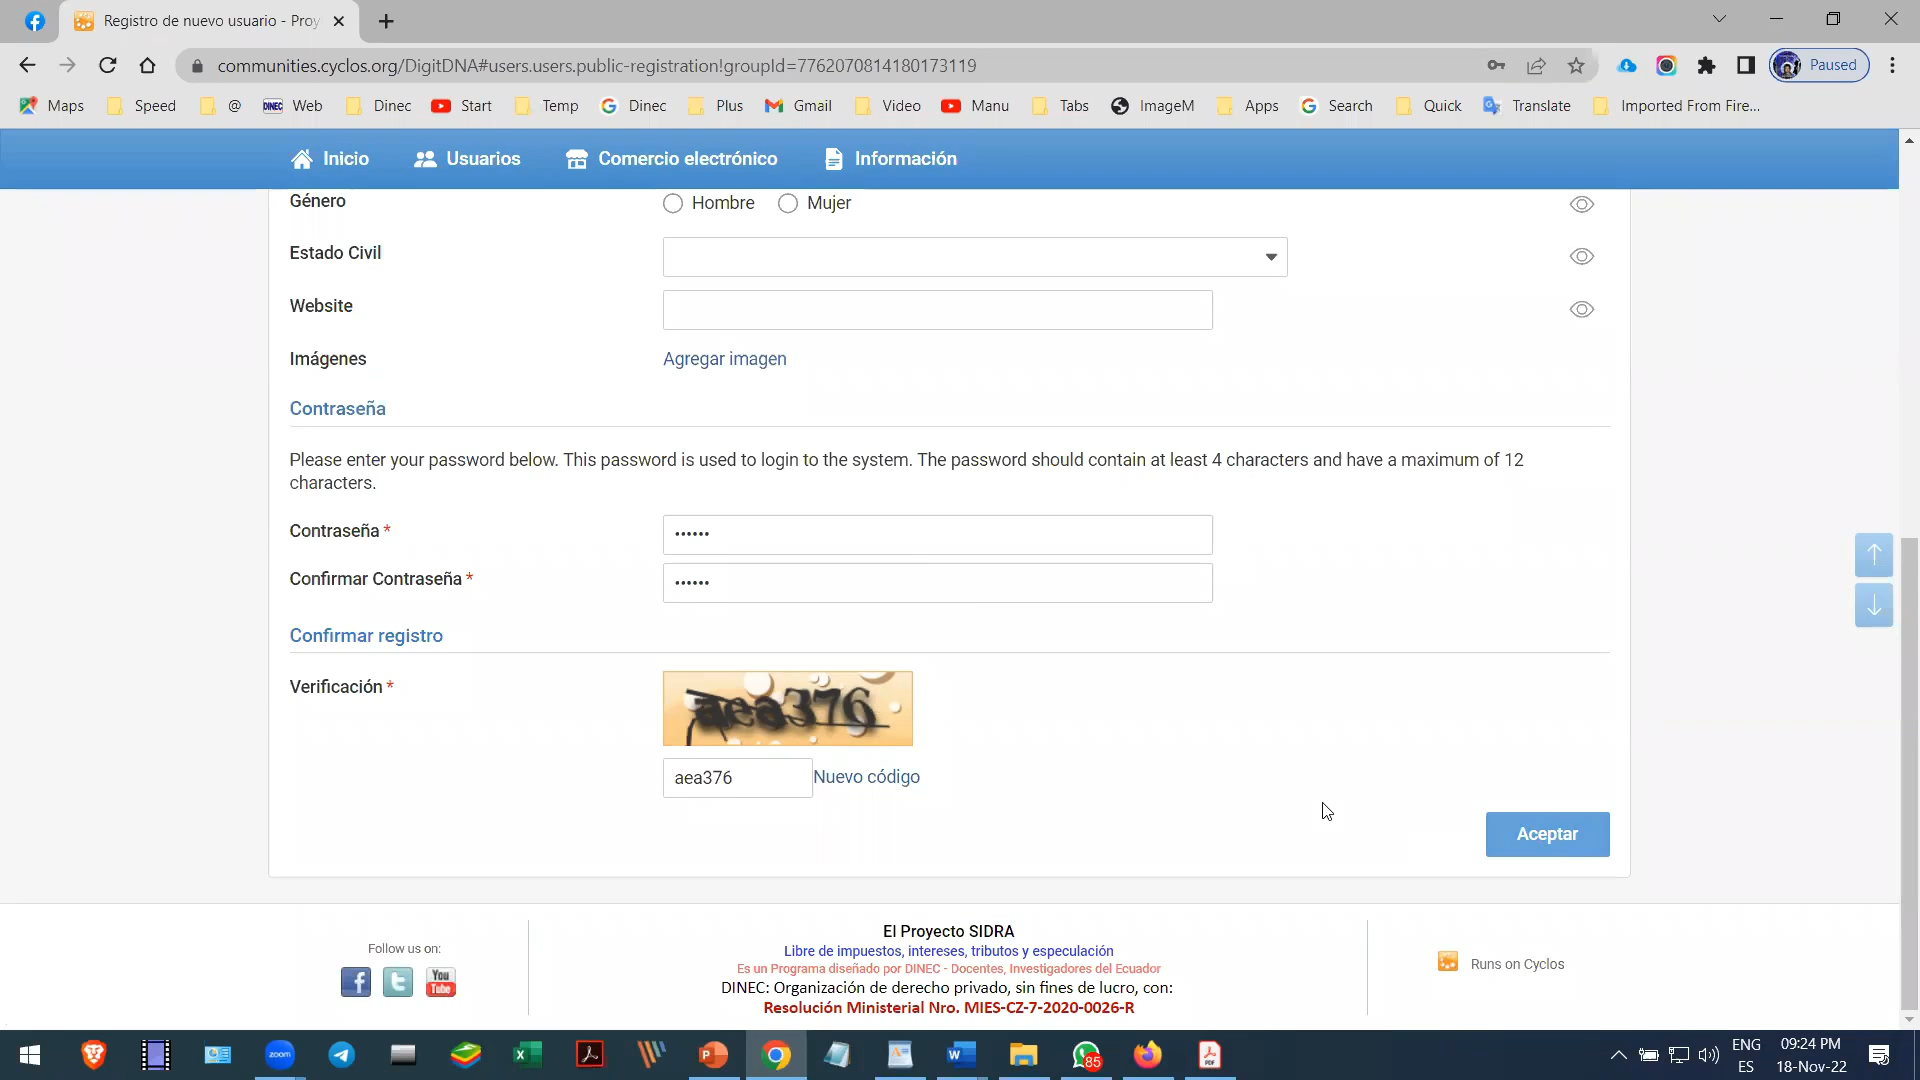 Registro de nuevo usuario - Proy
communities.cyclos.org/DigitDNA#users.users.public-registration!groupId=7762070814180173119
Paused
Maps Speed @ DINEC Web Dinec Start Temp Dinec Plus Gmail Video Manu Tabs ImageM Apps Search Quick Translate Imported From Fire...
Inicio Usuarios Comercio electrónico Información
Género Hombre Mujer
Estado Civil
Website
Imágenes Agregar imagen
Contraseña
Please enter your password below. This password is used to login to the system. The password should contain at least 4 characters and have a maximum of 12
characters.
Contraseña * ••••••
Confirmar Contraseña * ••••••
Confirmar registro
Verificación * aea376
aea376 Nuevo código
Aceptar
Follow us on:
You Tube
El Proyecto SIDRA
Libre de impuestos, intereses, tributos y especulación
Es un Programa diseñado por DINEC - Docentes, Investigadores del Ecuador
DINEC: Organización de derecho privado, sin fines de lucro, con:
Resolución Ministerial Nro. MIES-CZ-7-2020-0026-R
Runs on Cyclos
zoom
85
ENG
ES
09:24 PM
18-Nov-22